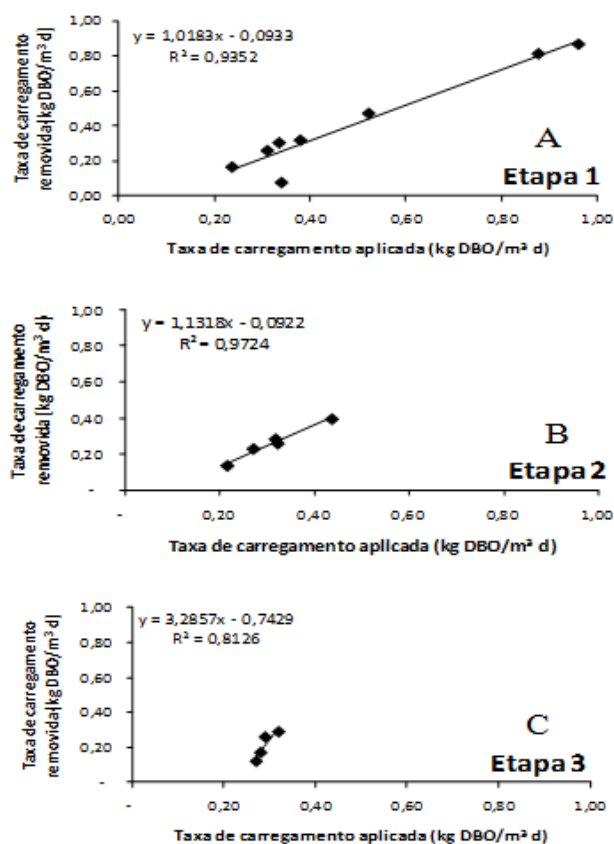 1,00
0,80
0,60
0,40
0,20
0,00
Taxa de carregamento
removida[kg DBO/m³ d]
y = 1,0183x - 0,0933
R² = 0,9352
A
Etapa 1
0,00 0,20 0,40 0,60 0,80 1,00
Taxa de carregamento aplicada (kg DBO/m³ d)
1,00
0,80
0,60
0,40
0,20
-
Taxa de carregamento
removida [kg DBO/m³ d]
y = 1,1318x - 0,0922
R² = 0,9724
B
Etapa 2
- 0,20 0,40 0,60 0,80 1,00
Taxa de carregamento aplicada (kg DBO/m³ d)
1,00
0,80
0,60
0,40
0,20
-
Taxa de carregamento
removida[kg DBO/m³ d]
y = 3,2857x - 0,7429
R² = 0,8126
C
Etapa 3
- 0,20 0,40 0,60 0,80 1,00
Taxa de carregamento aplicada (kg DBO/m³ d)